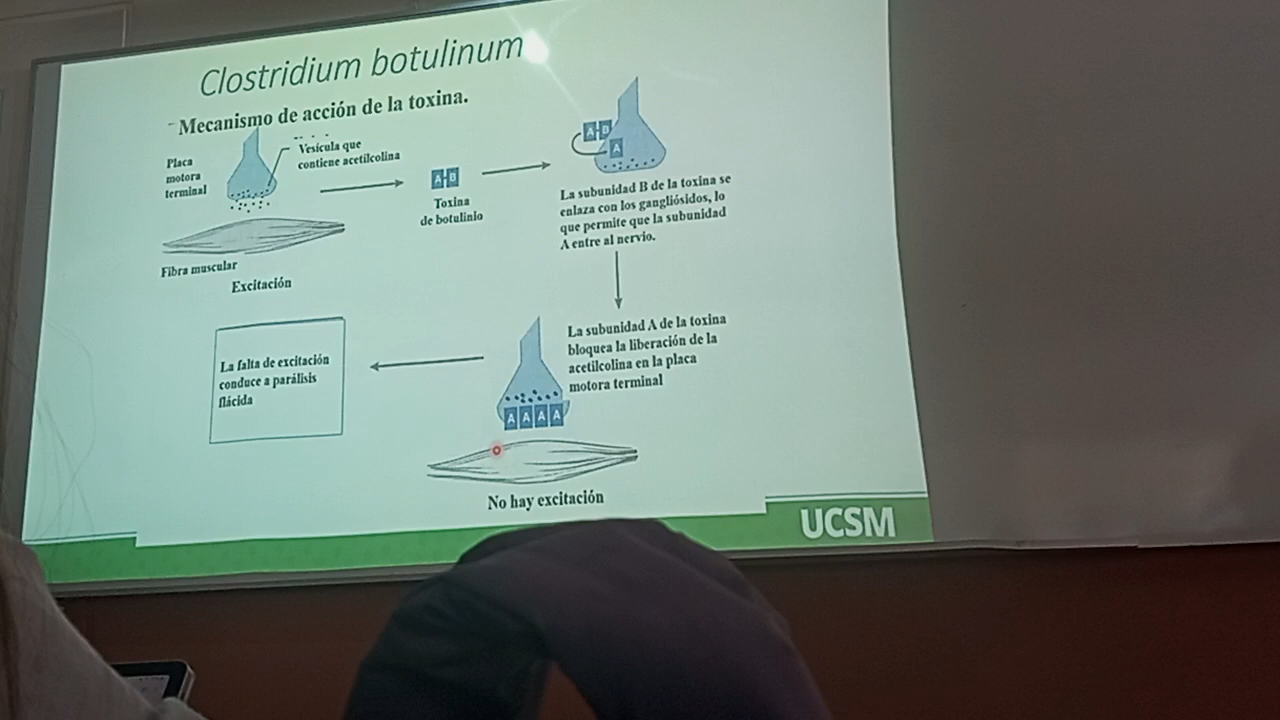 Clostridium botulinum
- Mecanismo de acción de la toxina.
Placa
motora
terminal
Vesícula que
contiene acetilcolina
Fibra muscular
Excitación
A-B
Toxina
de botulinio
A-B
A
La subunidad B de la toxina se
enlaza con los gangliósidos, lo
que permite que la subunidad
A entre al nervio.
La subunidad A de la toxina
bloquea la liberación de la
acetilcolina en la placa
motora terminal
A A A A
No hay excitación
La falta de excitación
conduce a parálisis
flácida
UCSM